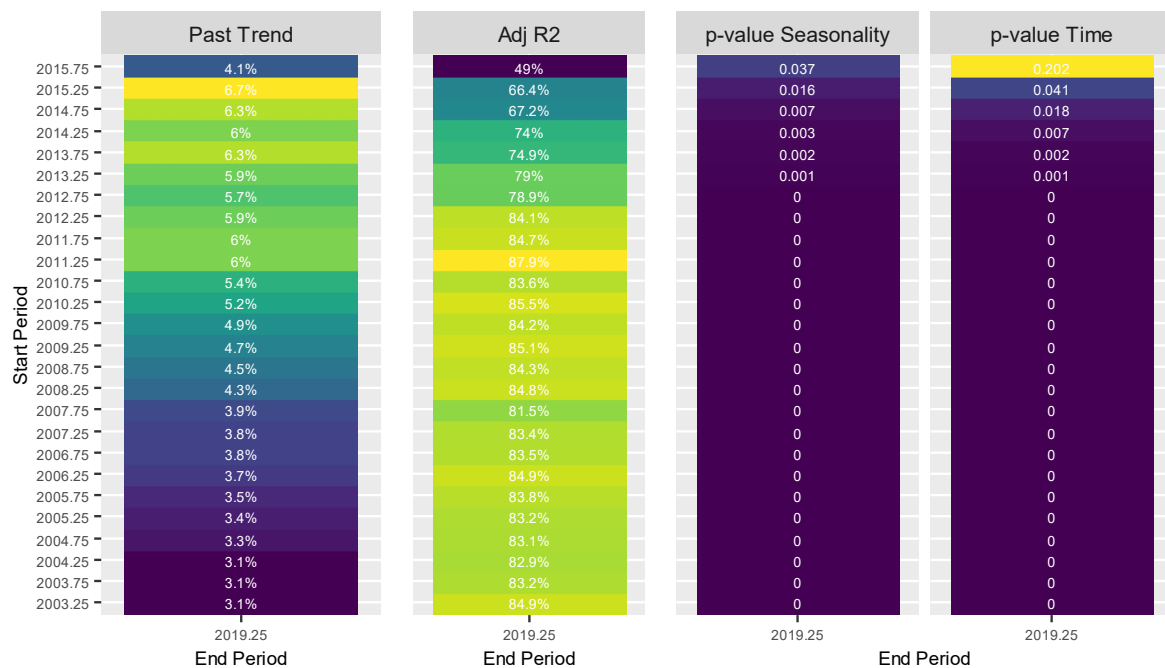 Past Trend Adj R2 p-value Seasonality p-value Time
2015.75 4.1% 49% 0.037 0.202
2015.25 6.7% 66.4% 0.016 0.041
2014.75 6.3% 67.2% 0.007 0.018
2014.25 6% 74% 0.003 0.007
2013.75 6.3% 74.9% 0.002 0.002
2013.25 5.9% 79% 0.001 0.001
2012.75 5.7% 78.9% 0 0
2012.25 5.9% 84.1% 0 0
2011.75 6% 84.7% 0 0
2011.25 6% 87.9% 0 0
2010.75 5.4% 83.6% 0 0
2010.25 5.2% 85.5% 0 0
2009.75 4.9% 84.2% 0 0
2009.25 4.7% 85.1% 0 0
2008.75 4.5% 84.3% 0 0
2008.25 4.3% 84.8% 0 0
2007.75 3.9% 81.5% 0 0
2007.25 3.8% 83.4% 0 0
2006.75 3.8% 83.5% 0 0
2006.25 3.7% 84.9% 0 0
2005.75 3.5% 83.8% 0 0
2005.25 3.4% 83.2% 0 0
2004.75 3.3% 83.1% 0 0
2004.25 3.1% 82.9% 0 0
2003.75 3.1% 83.2% 0 0
2003.25 3.1% 84.9% 0 0
Start Period
2019.25 2019.25 2019.25 2019.25
End Period End Period End Period